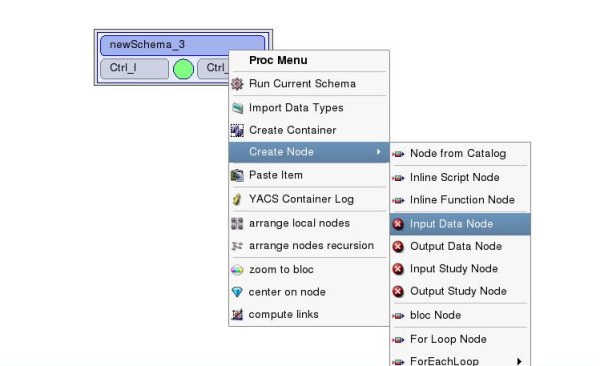 newSchema_3
Ctrl_I
Ctrl_
Proc Menu
Run Current Schema
Import Data Types
Create Container
Create Node
Paste Item
YACS Container Log
arrange local nodes
arrange nodes recursion
zoom to bloc
center on node
compute links
Node from Catalog
Inline Script Node
Inline Function Node
Input Data Node
Output Data Node
Input Study Node
Output Study Node
bloc Node
For Loop Node
ForEachLoop